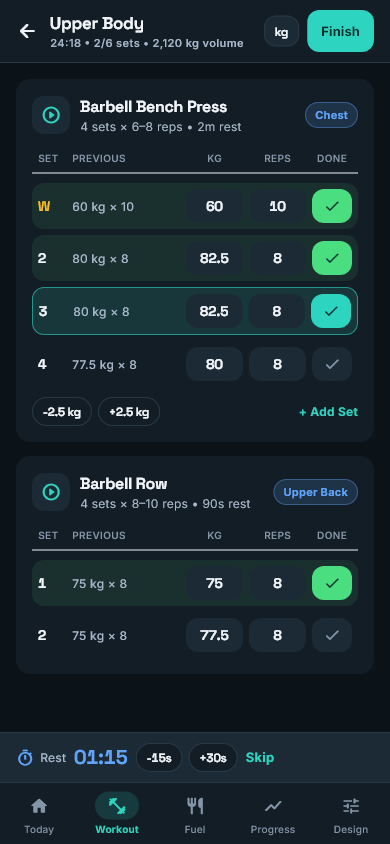 Upper Body
24:18 • 2/6 sets • 2,120 kg volume
kg
Finish
Barbell Bench Press
4 sets × 6–8 reps • 2m rest
Chest
SET PREVIOUS KG REPS DONE
W 60 kg × 10 60 10
2 80 kg × 8 82.5 8
3 80 kg × 8 82.5 8
4 77.5 kg × 8 80 8
-2.5 kg +2.5 kg + Add Set
Barbell Row
4 sets × 8–10 reps • 90s rest
Upper Back
SET PREVIOUS KG REPS DONE
1 75 kg × 8 75 8
2 75 kg × 8 77.5 8
Rest 01:15 -15s +30s Skip
Today Workout Fuel Progress Design